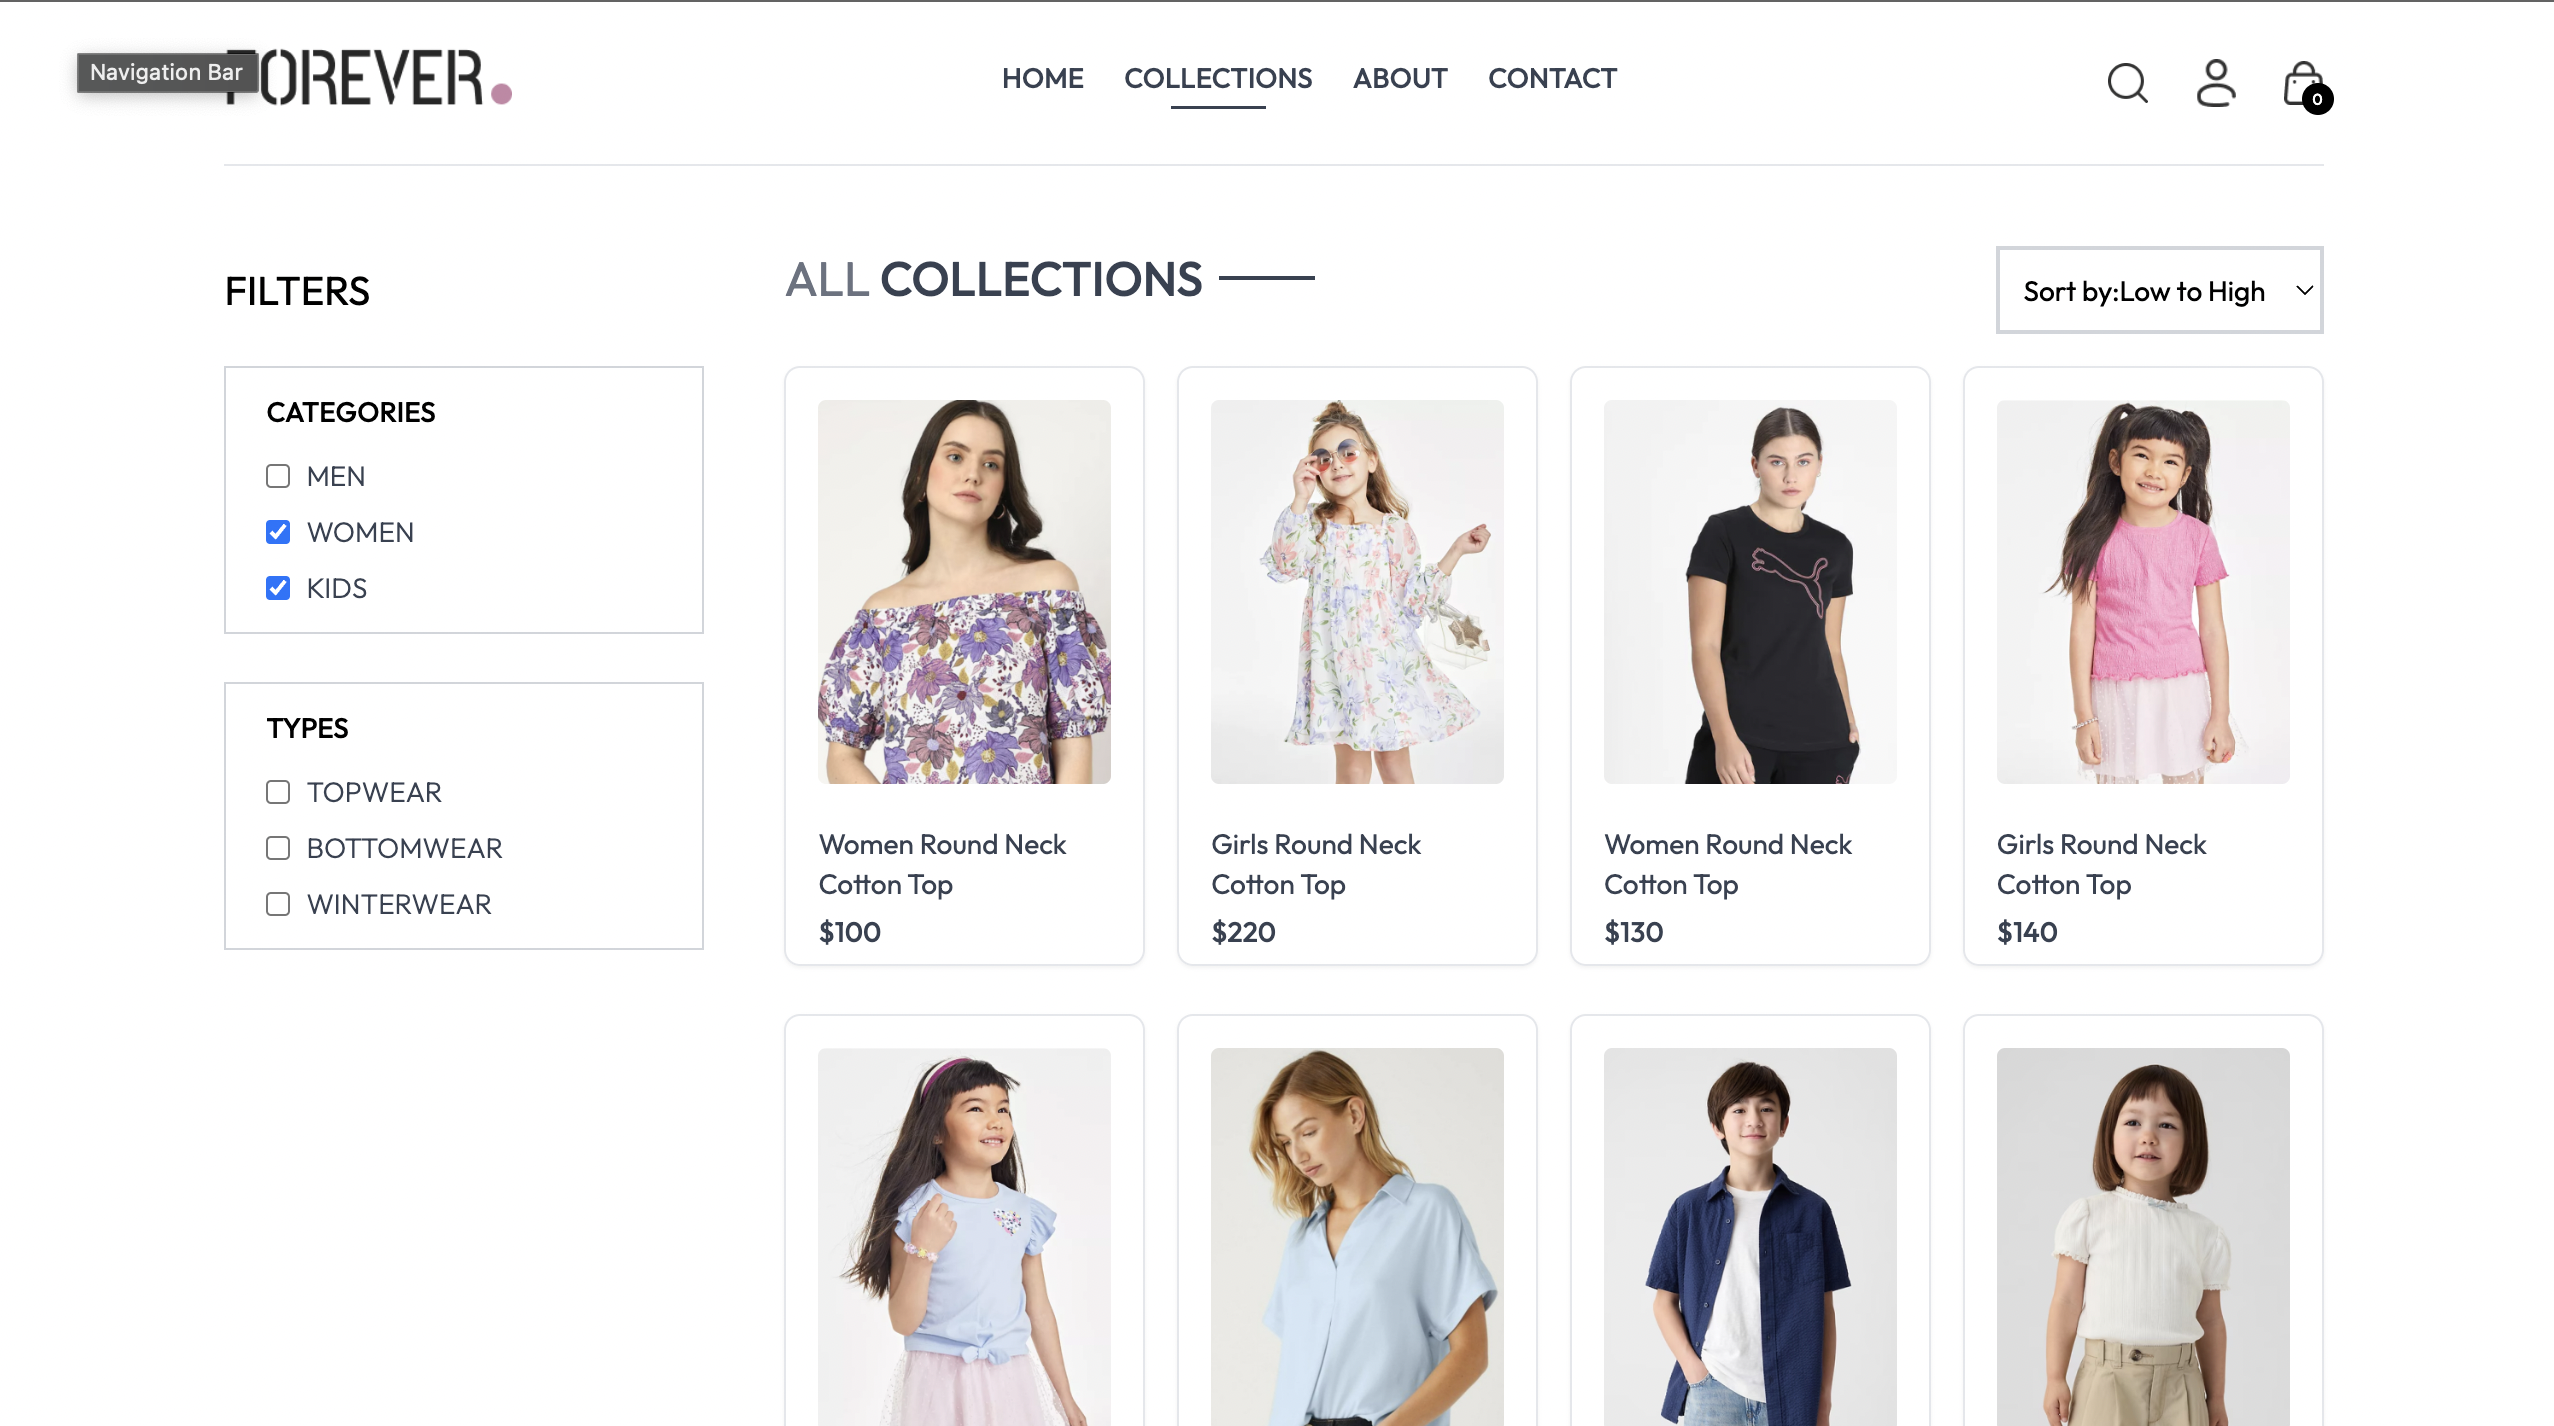 Navigation Bar
FOREVER.
HOME COLLECTIONS ABOUT CONTACT
0
FILTERS
ALL COLLECTIONS
Sort by:Low to High
CATEGORIES
MEN
WOMEN
KIDS
TYPES
TOPWEAR
BOTTOMWEAR
WINTERWEAR
Women Round Neck
Cotton Top
$100
Girls Round Neck
Cotton Top
$220
Women Round Neck
Cotton Top
$130
Girls Round Neck
Cotton Top
$140